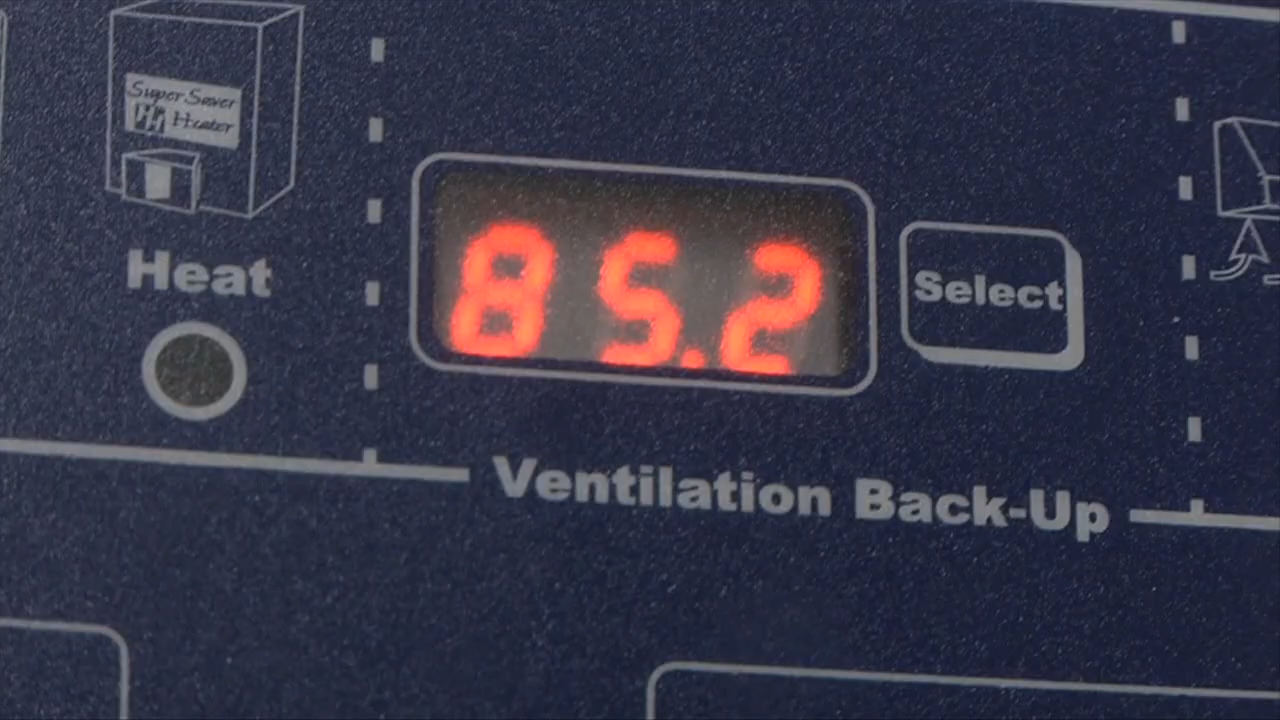 Super Saver
Heater
Heat
85.2
Select
Ventilation Back-Up